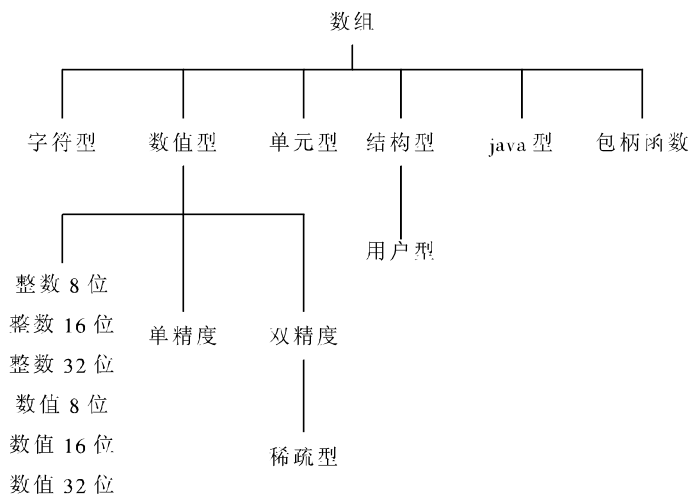 数组
字符型 数值型 单元型 结构型 java 型 包柄函数
用户型
整数 8 位
整数 16 位
单精度 双精度
整数 32 位
数值 8 位
数值 16 位
稀疏型
数值 32 位